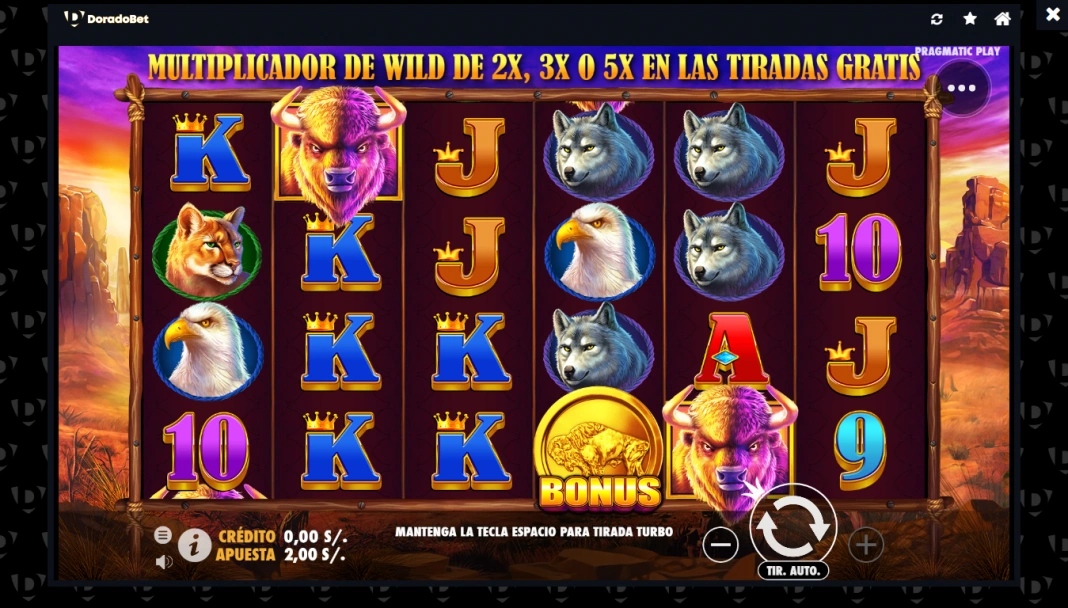 DoradoBet
PRAGMATIC PLAY
MULTIPLICADOR DE WILD DE 2X, 3X O 5X EN LAS TIRADAS GRATIS
K J J
K J 10
K K A J
10 K K BONUS 9
CRÉDITO 0,00 S/.
APUESTA 2,00 S/.
MANTENGA LA TECLA ESPACIO PARA TIRADA TURBO
TIR. AUTO.